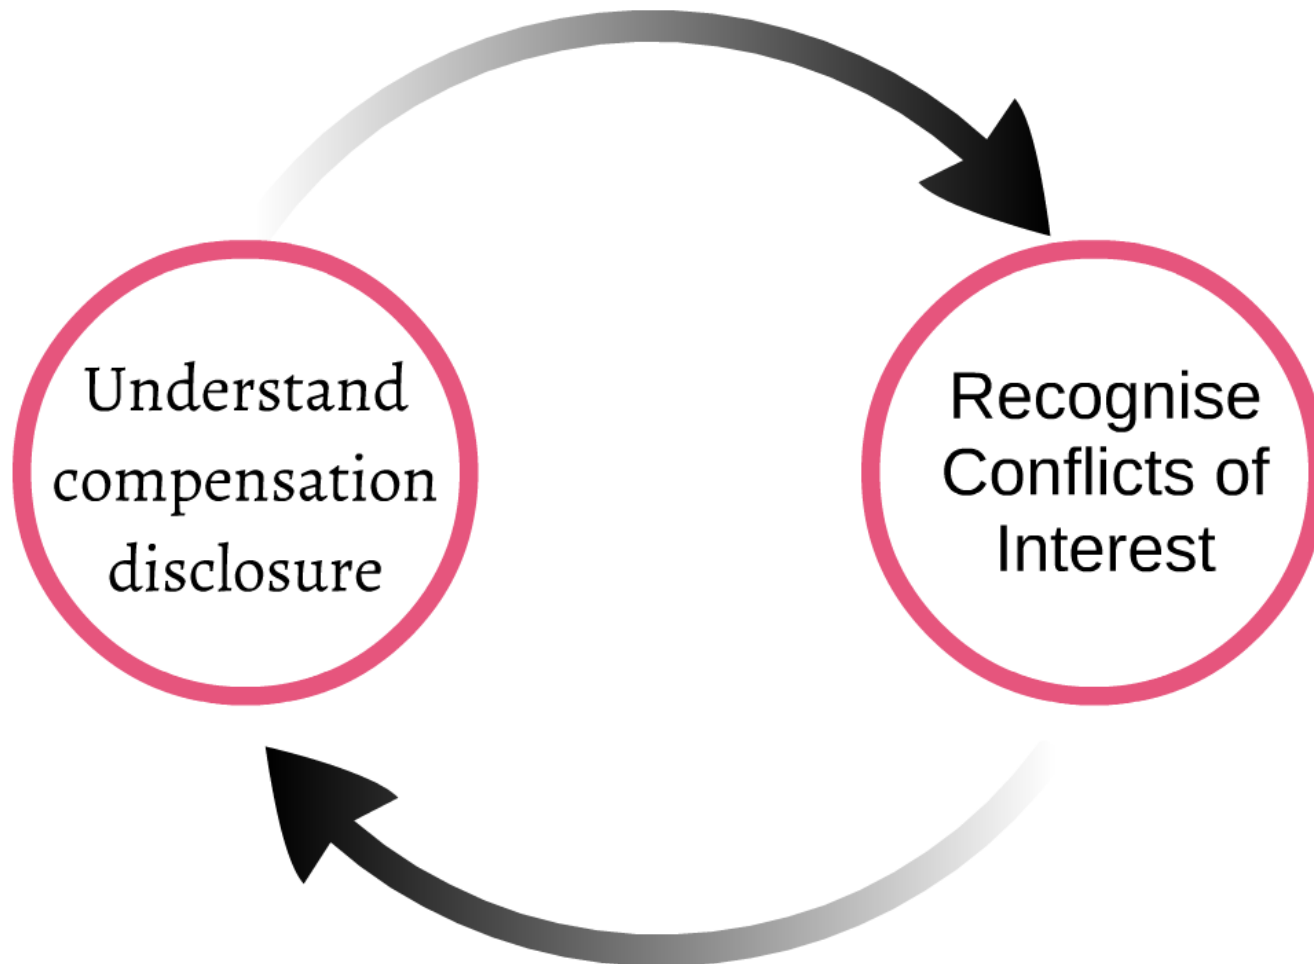 Understand
compensation
disclosure
Recognise
Conflicts of
Interest